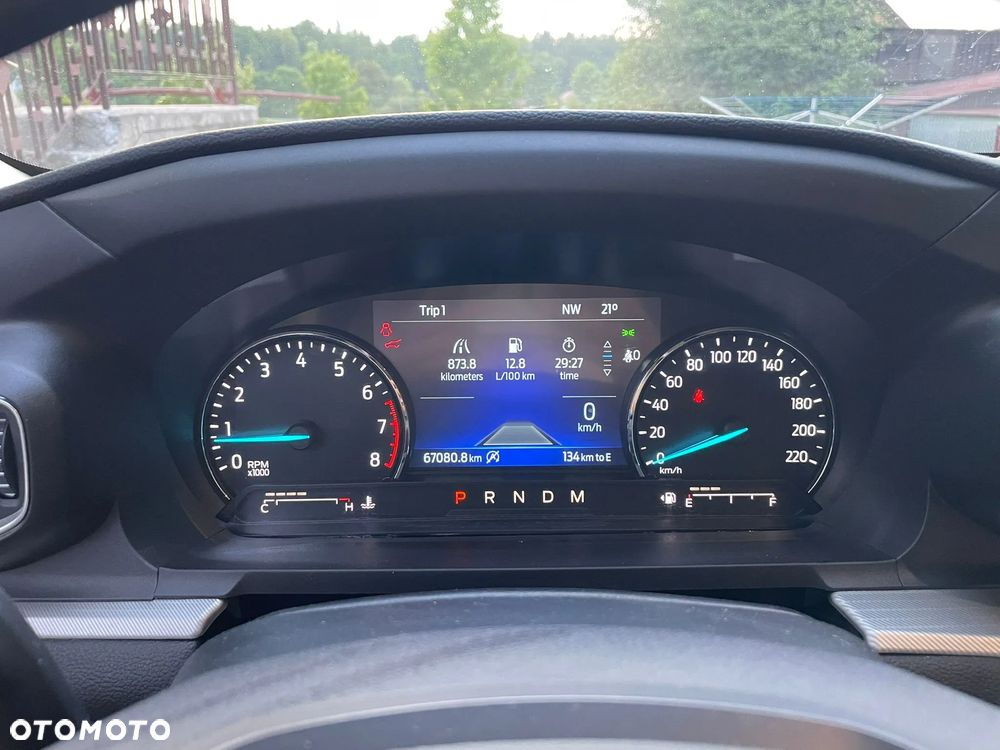 Trip1 NW 21°
873.8 12.8 29:27
kilometers L/100 km time
0
km/h
67080.8 km 134 km to E
0 1 2 3 4 5 6 7 8
RPM
x1000
0 20 40 60 80 100 120 140 160 180 200 220
km/h
C H
P R N D M
E F
OTOMOTO